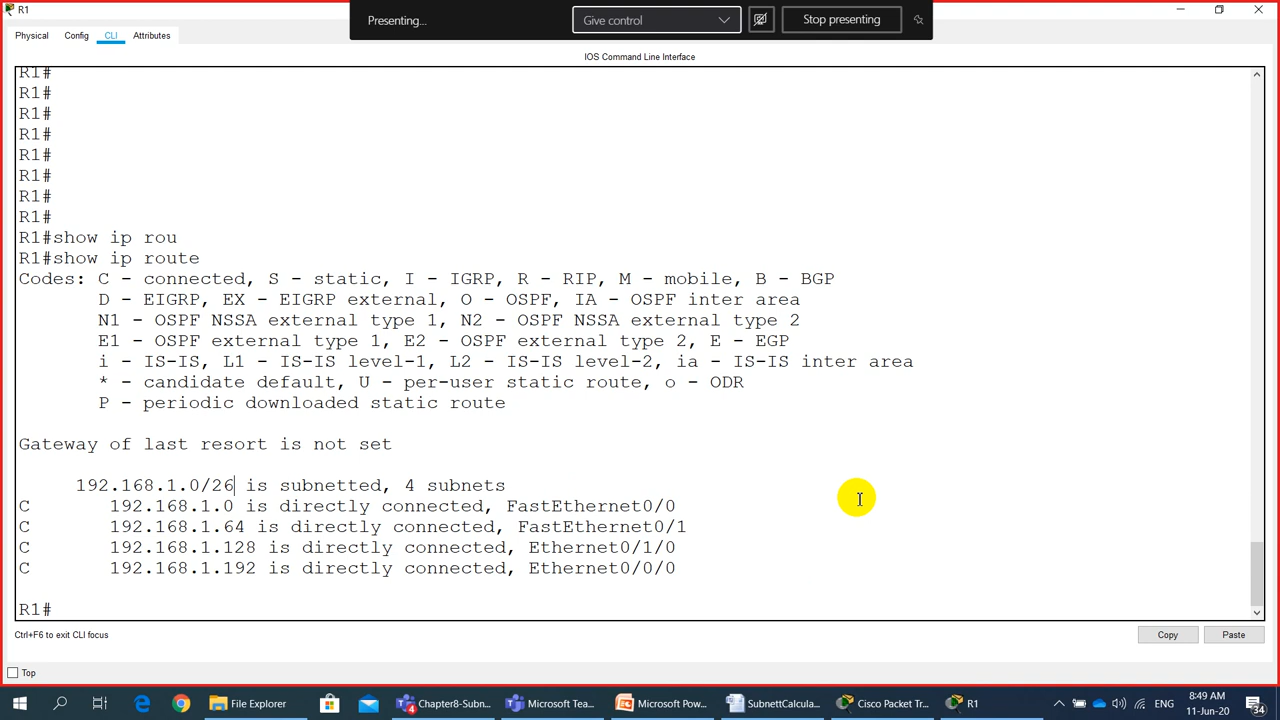 R1
Presenting...
Give control
Stop presenting
Physical
Config
CLI
Attributes
IOS Command Line Interface
R1#
R1#
R1#
R1#
R1#
R1#
R1#
R1#
R1#show ip rou
R1#show ip route
Codes: C - connected, S - static, I - IGRP, R - RIP, M - mobile, B - BGP
D - EIGRP, EX - EIGRP external, O - OSPF, IA - OSPF inter area
N1 - OSPF NSSA external type 1, N2 - OSPF NSSA external type 2
E1 - OSPF external type 1, E2 - OSPF external type 2, E - EGP
i - IS-IS, L1 - IS-IS level-1, L2 - IS-IS level-2, ia - IS-IS inter area
* - candidate default, U - per-user static route, o - ODR
P - periodic downloaded static route
Gateway of last resort is not set
192.168.1.0/26 is subnetted, 4 subnets
C 192.168.1.0 is directly connected, FastEthernet0/0
C 192.168.1.64 is directly connected, FastEthernet0/1
C 192.168.1.128 is directly connected, Ethernet0/1/0
C 192.168.1.192 is directly connected, Ethernet0/0/0
R1#
Ctrl+F6 to exit CLI focus
Copy
Paste
Top
File Explorer
4
Chapter8-Subn...
Microsoft Tea...
Microsoft Pow...
SubnettCalcula...
Cisco Packet Tr...
R1
ENG
8:49 AM
11-Jun-20
34